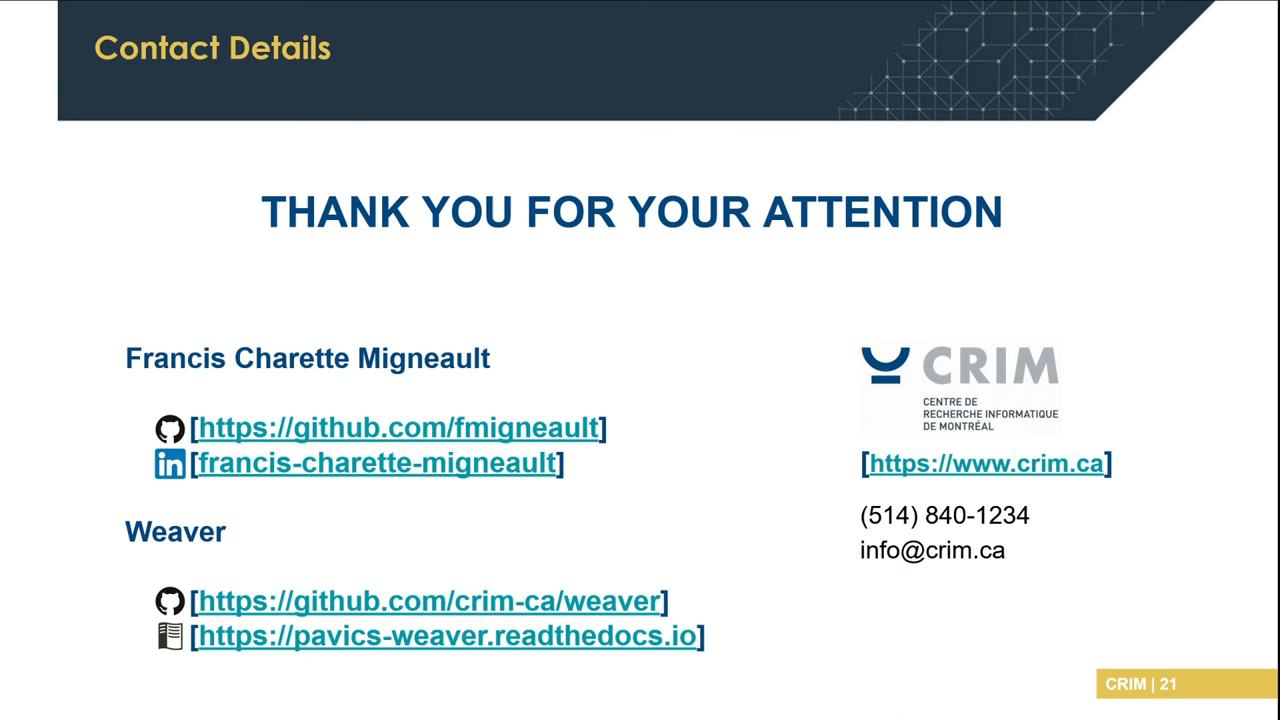 Contact Details
THANK YOU FOR YOUR ATTENTION
Francis Charette Migneault
[https://github.com/fmigneault]
in [francis-charette-migneault]
Weaver
[https://github.com/crim-ca/weaver]
[https://pavics-weaver.readthedocs.io]
CRIM
CENTRE DE
RECHERCHE INFORMATIQUE
DE MONTRÉAL
[https://www.crim.ca]
(514) 840-1234
info@crim.ca
CRIM | 21